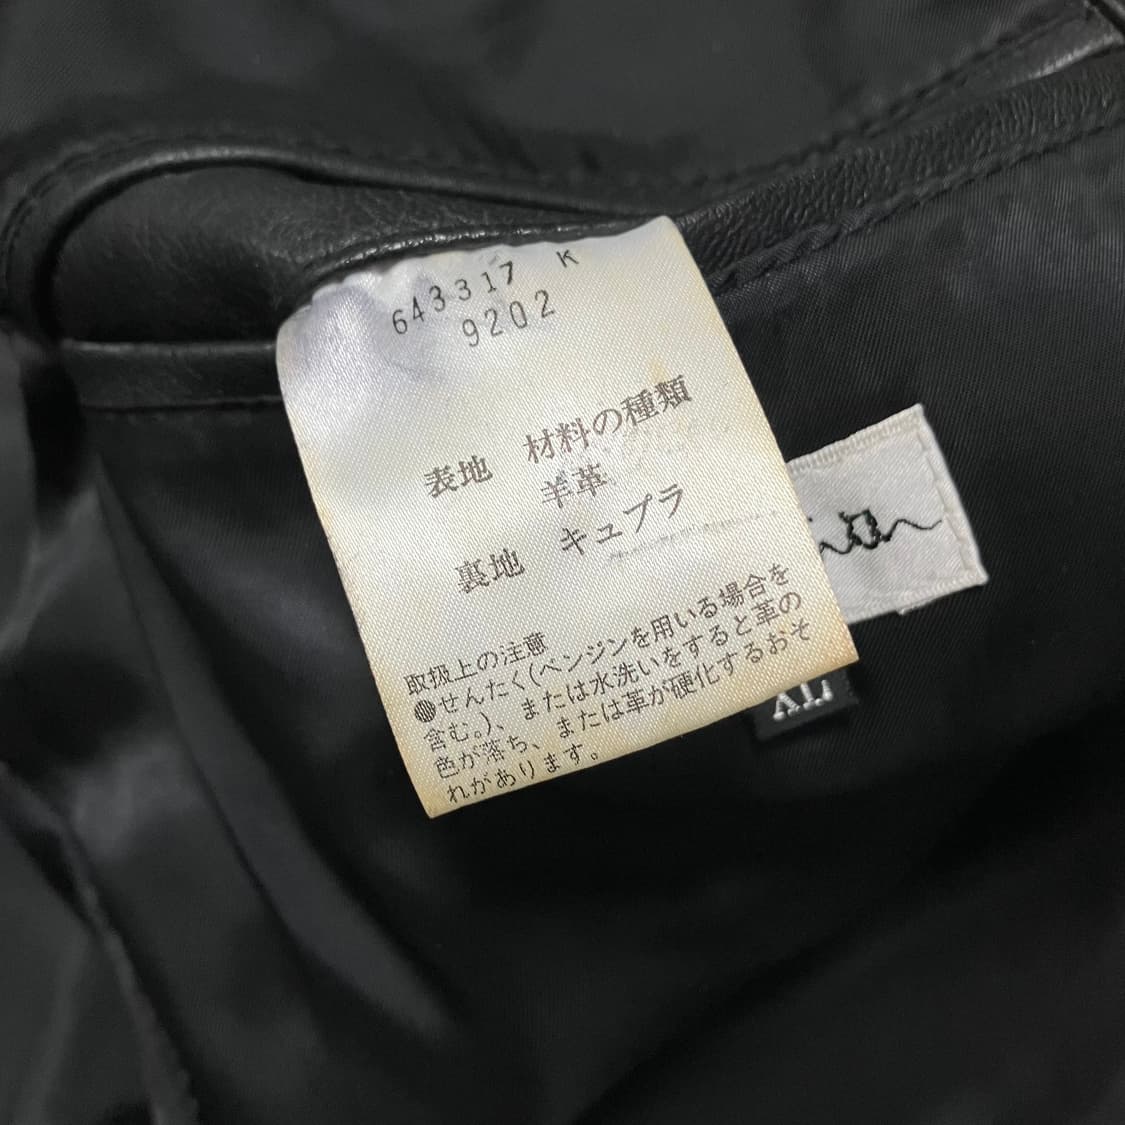 643317 K
9202
材料の種類
表地 羊革
裏地 キュプラ
取扱上の注意
●せんたく(ベンジンを用いる場合を
含む。)、または水洗いをすると革の
色が落ち、または革が硬化するおそ
れがあります。